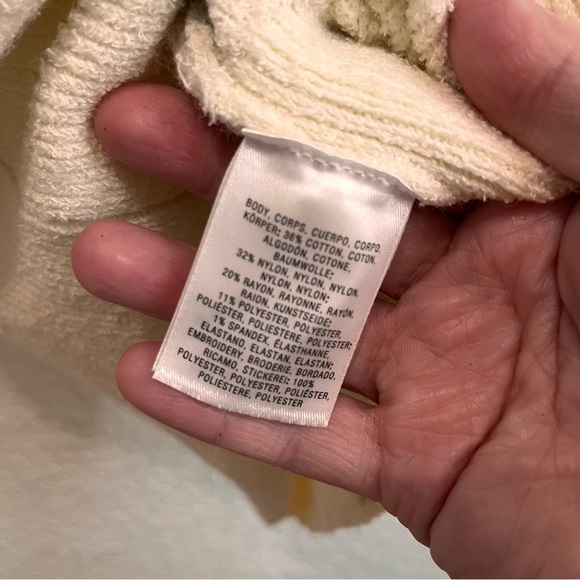 BODY, CORPS, CUERPO, CORPO,
KÖRPER: 36% COTTON, COTON,
ALGODÓN, COTONE,
BAUMWOLLE;
32% NYLON, NYLON, NYLON,
NYLON, NYLON;
20% RAYON, RAYONNE, RAYÓN,
RAION, KUNSTSEIDE;
11% POLYESTER, POLYESTER,
POLIÉSTER, POLIESTERE, POLYESTER;
1% SPANDEX, ÉLASTHANNE,
ELASTANO, ELASTAN, ELASTAN;
EMBROIDERY, BRODERIE, BORDADO,
RICAMO, STICKEREI: 100%
POLYESTER, POLYESTER, POLIÉSTER,
POLIESTERE, POLYESTER